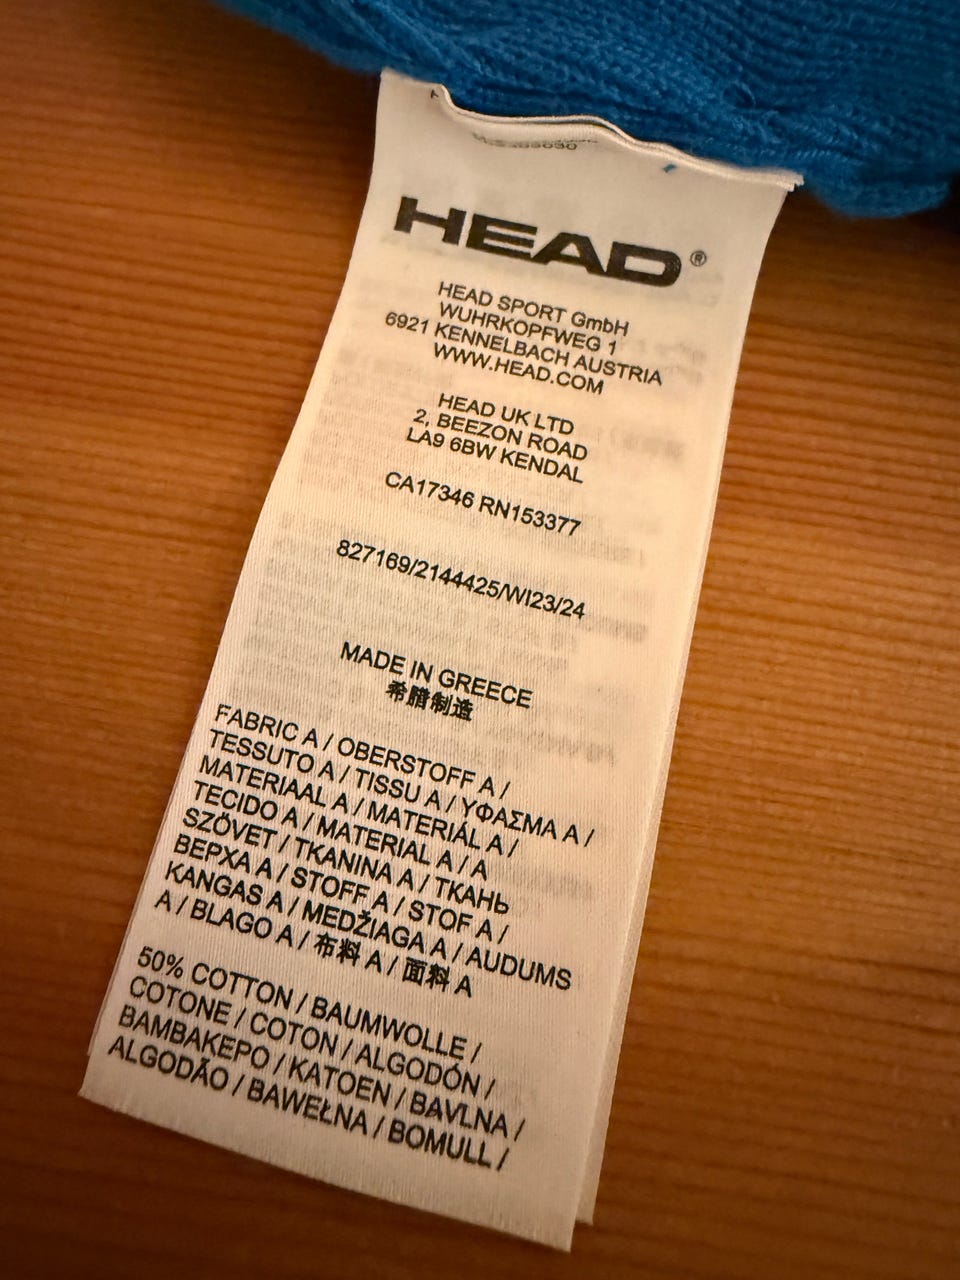 HEAD®
HEAD SPORT GmbH
WUHRKOPFWEG 1
6921 KENNELBACH AUSTRIA
WWW.HEAD.COM
HEAD UK LTD
2, BEEZON ROAD
LA9 6BW KENDAL
CA17346 RN153377
827169/2144425/WI23/24
MADE IN GREECE
希腊制造
FABRIC A / OBERSTOFF A /
TESSUTO A / TISSU A / ΥΦΑΣΜΑ A /
MATERIAAL A / MATERIÁL A /
TECIDO A / MATERIAL A / A
SZÖVET / TKANINA A / ТКАНЬ
ВЕРХА A / STOFF A / STOF A /
KANGAS A / MEDŽIAGA A / AUDUMS
A / BLAGO A / 布料 A / 面料 A
50% COTTON / BAUMWOLLE /
COTONE / COTON / ALGODÓN /
ΒΑΜΒΑΚΕΡΟ / KATOEN / BAVLNA /
ALGODÃO / BAWEŁNA / BOMULL /